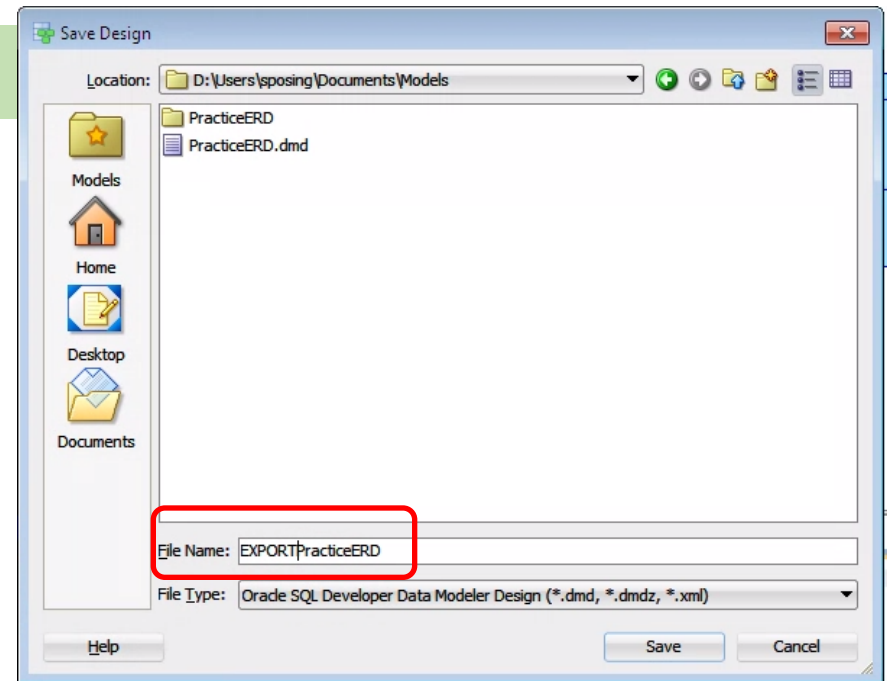 Save Design
Location: D:\Users\sposing\Documents\Models
PracticeERD
PracticeERD.dmd
Models
Home
Desktop
Documents
File Name: EXPORTPracticeERD
File Type: Oracle SQL Developer Data Modeler Design (*.dmd, *.dmdz, *.xml)
Help Save Cancel